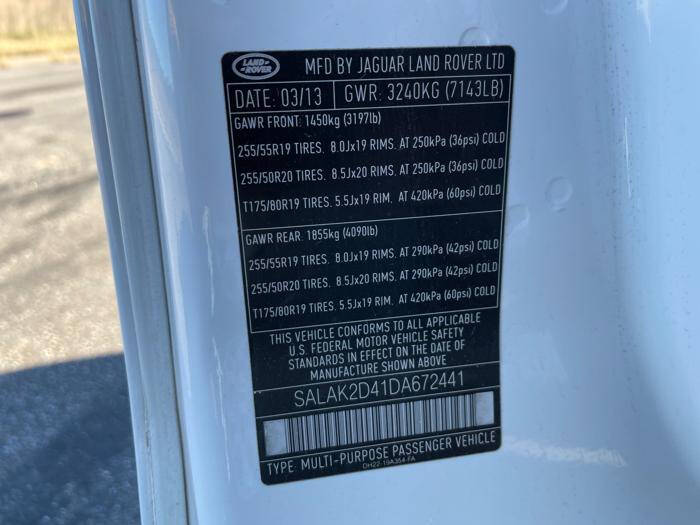 LAND-
ROVER
MFD BY JAGUAR LAND ROVER LTD
DATE: 03/13 GWR: 3240KG (7143LB)
GAWR FRONT: 1450kg (3197lb)
255/55R19 TIRES. 8.0Jx19 RIMS. AT 250kPa (36psi) COLD
255/50R20 TIRES. 8.5Jx20 RIMS. AT 250kPa (36psi) COLD
T175/80R19 TIRES. 5.5Jx19 RIM. AT 420kPa (60psi) COLD
GAWR REAR: 1855kg (4090lb)
255/55R19 TIRES. 8.0Jx19 RIMS. AT 290kPa (42psi) COLD
255/50R20 TIRES. 8.5Jx20 RIMS. AT 290kPa (42psi) COLD
T175/80R19 TIRES. 5.5Jx19 RIM. AT 420kPa (60psi) COLD
THIS VEHICLE CONFORMS TO ALL APPLICABLE
U.S. FEDERAL MOTOR VEHICLE SAFETY
STANDARDS IN EFFECT ON THE DATE OF
MANUFACTURE SHOWN ABOVE
SALAK2D41DA672441
TYPE: MULTI-PURPOSE PASSENGER VEHICLE
DH22-19A354-FA